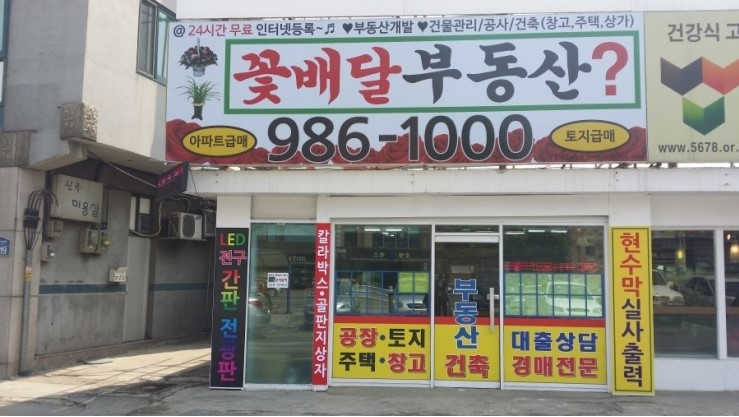 @ 24시간 무료 인터넷등록~♬ ♥부동산개발 ♥건물관리/공사/건축(창고,주택,상가)
꽃배달부동산?
아파트급매
986-1000
토지급매
건강식 고
www.5678.or.
신흥
미용실
LED
전구
간판 전광판
칼라박스·골판지상자
공장·토지
주택·창고
부동산
건축
대출상담
경매전문
현수막실사출력